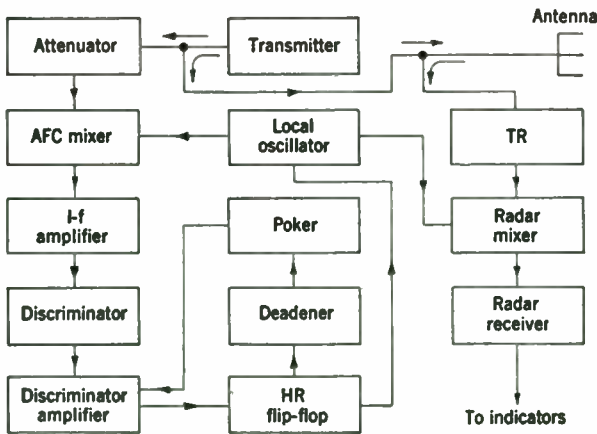 Antenna
Attenuator
Transmitter
AFC mixer
Local
oscillator
TR
I-f
amplifier
Poker
Radar
mixer
Discriminator
Deadener
Radar
receiver
Discriminator
amplifier
HR
flip-flop
To indicators